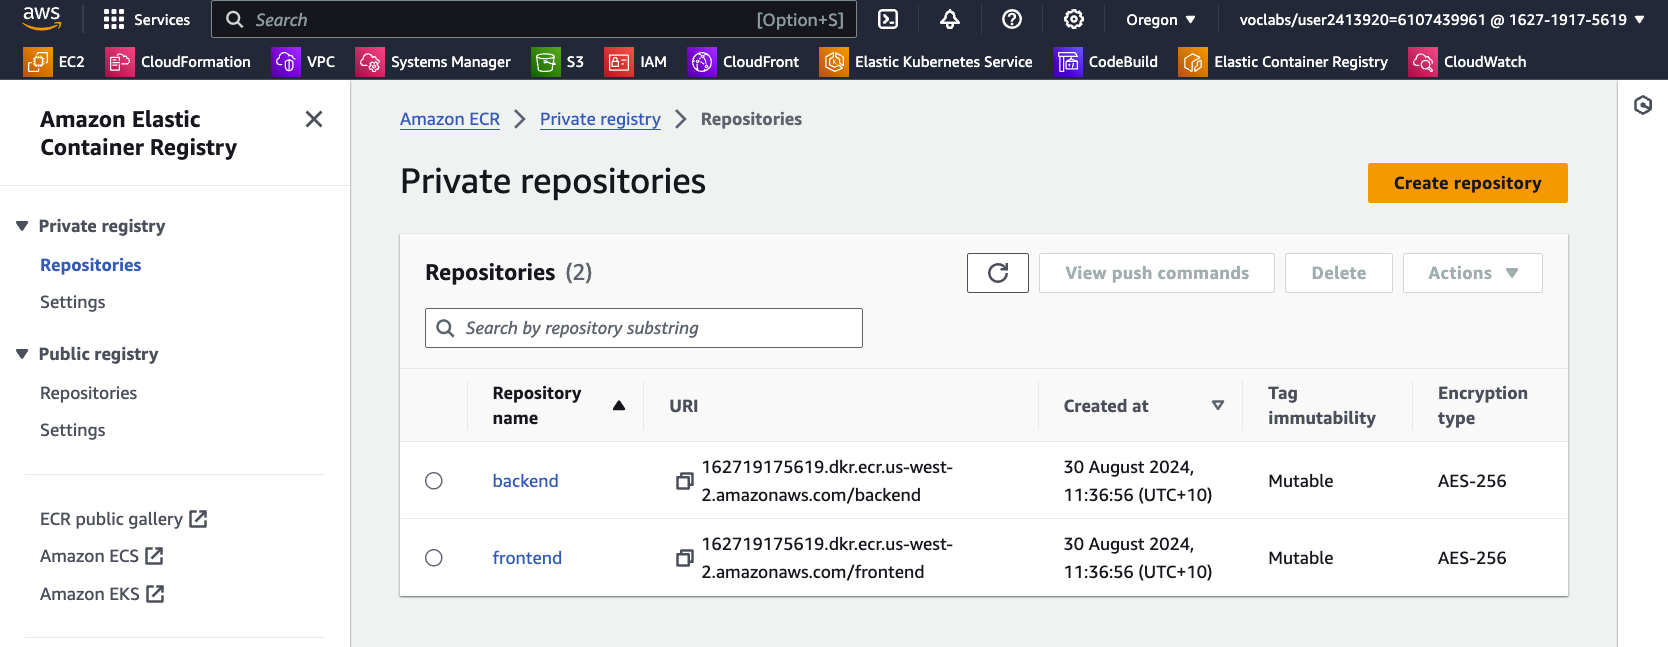 aws
Services
Search
[Option+S]
Oregon ▼
voclabs/user2413920=6107439961 @ 1627-1917-5619 ▼
EC2
CloudFormation
VPC
Systems Manager
S3
IAM
CloudFront
Elastic Kubernetes Service
CodeBuild
Elastic Container Registry
CloudWatch
Amazon Elastic
Container Registry
Private registry
Repositories
Settings
Public registry
Repositories
Settings
ECR public gallery
Amazon ECS
Amazon EKS
Amazon ECR > Private registry > Repositories
Private repositories
Create repository
Repositories (2)
View push commands
Delete
Actions ▼
Search by repository substring
Repository
name
URI
Created at
Tag
immutability
Encryption
type
backend
162719175619.dkr.ecr.us-west-
2.amazonaws.com/backend
30 August 2024,
11:36:56 (UTC+10)
Mutable
AES-256
frontend
162719175619.dkr.ecr.us-west-
2.amazonaws.com/frontend
30 August 2024,
11:36:56 (UTC+10)
Mutable
AES-256